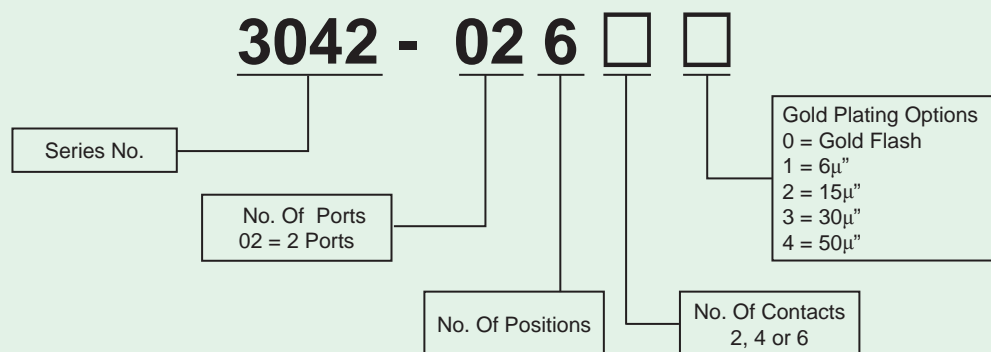 3042 - 02 6 □ □
Series No.
No. Of Ports
02 = 2 Ports
No. Of Positions
No. Of Contacts
2, 4 or 6
Gold Plating Options
0 = Gold Flash
1 = 6µ”
2 = 15µ”
3 = 30µ”
4 = 50µ”